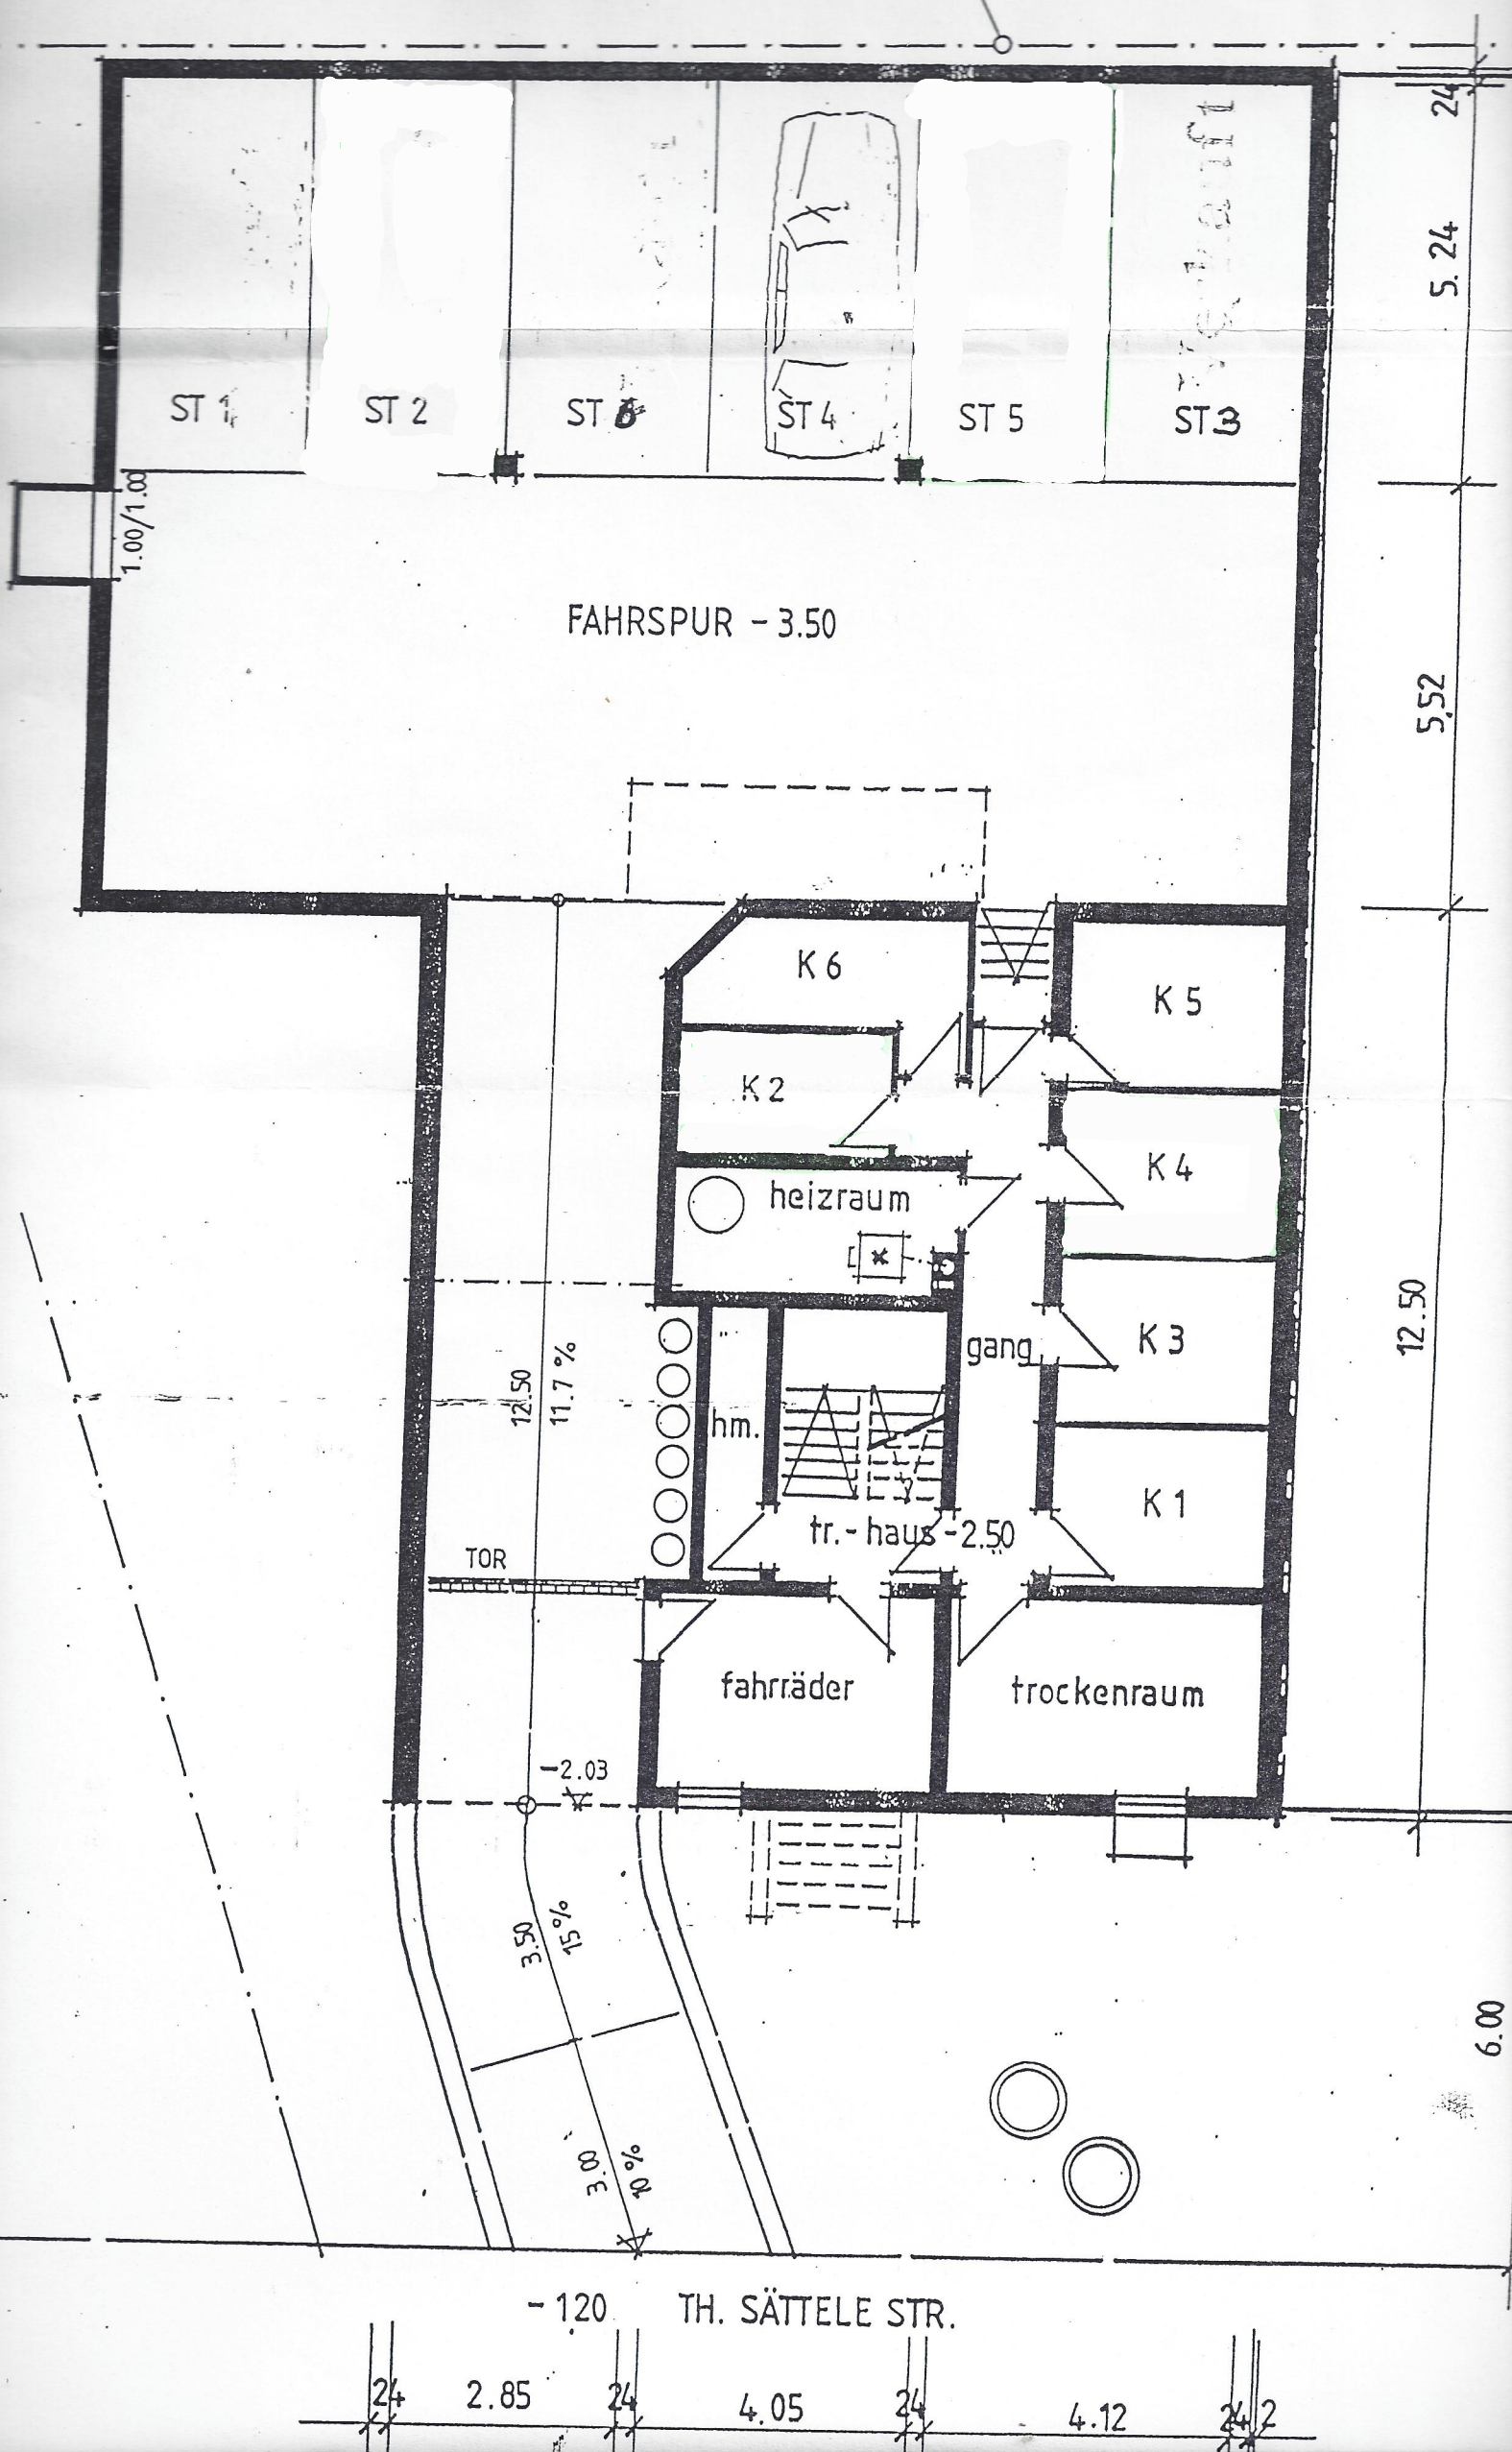 24
5.24
verkauft
ST 1
ST 2
ST 6
ST 4
ST 5
ST3
1.00/1.00
FAHRSPUR - 3.50
5,52
K 6
K 5
K 2
K 4
heizraum
12.50
gang
K 3
12.50
11.7 %
hm.
K 1
tr.-haus -2.50
TOR
fahrräder
trockenraum
-2.03
3.50
15%
6.00
3.00
10%
-120 TH. SÄTTELE STR.
24 2.85 24 4.05 24 4.12 24 2